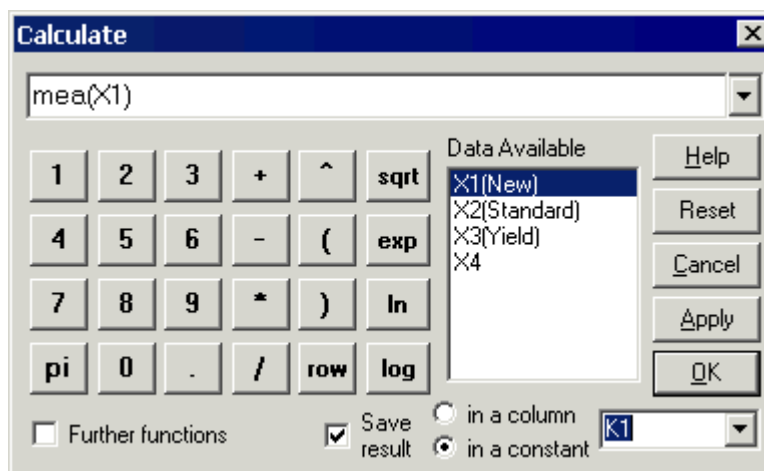 Calculate
mea(X1)
1 2 3 + ^ sqrt
4 5 6 - ( exp
7 8 9 * ) ln
pi 0 . / row log
Data Available
X1(New)
X2(Standard)
X3(Yield)
X4
Help
Reset
Cancel
Apply
OK
Further functions
Save result
in a column
in a constant
K1